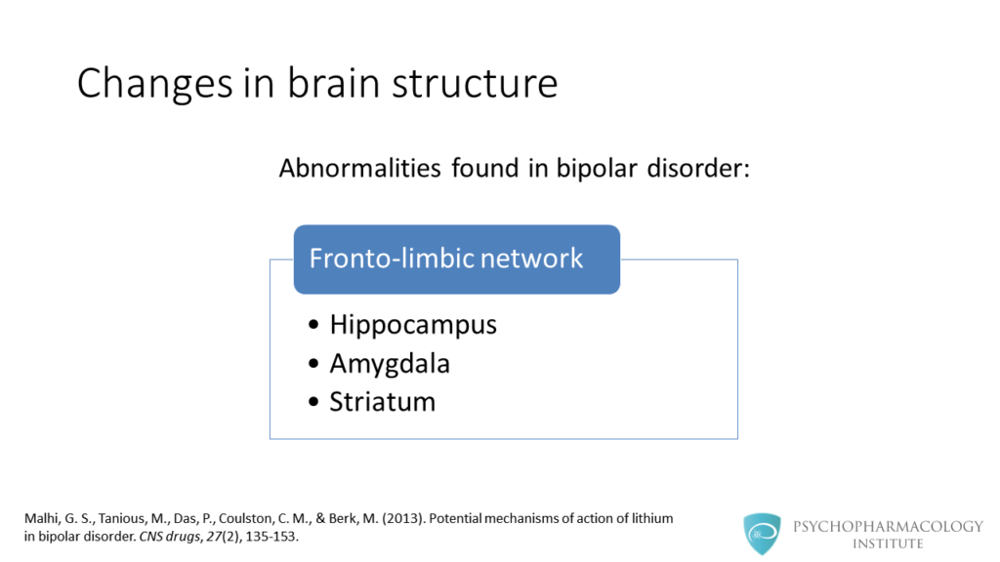 Changes in brain structure
Abnormalities found in bipolar disorder:
Fronto-limbic network
• Hippocampus
• Amygdala
• Striatum
Malhi, G. S., Tanious, M., Das, P., Coulston, C. M., & Berk, M. (2013). Potential mechanisms of action of lithium
in bipolar disorder. CNS drugs, 27(2), 135-153.
PSYCHOPHARMACOLOGY
INSTITUTE